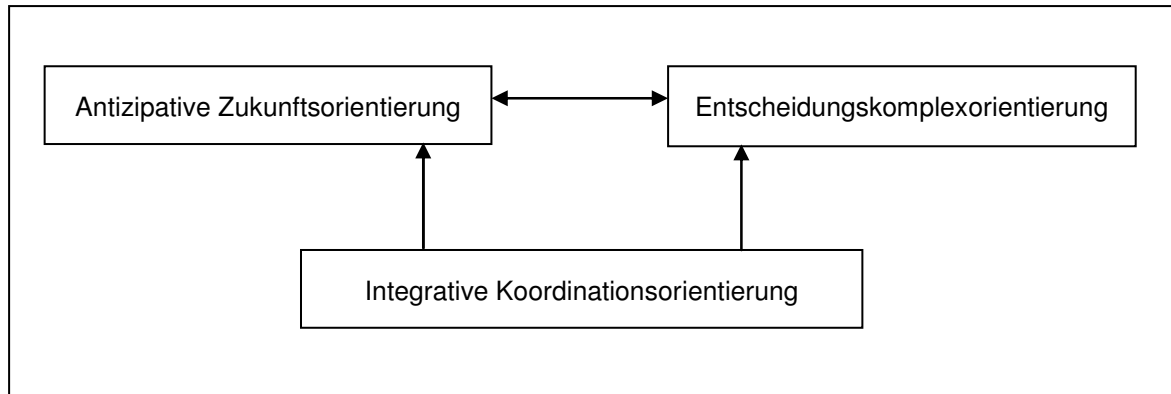 Antizipative Zukunftsorientierung
Entscheidungskomplexorientierung
Integrative Koordinationsorientierung